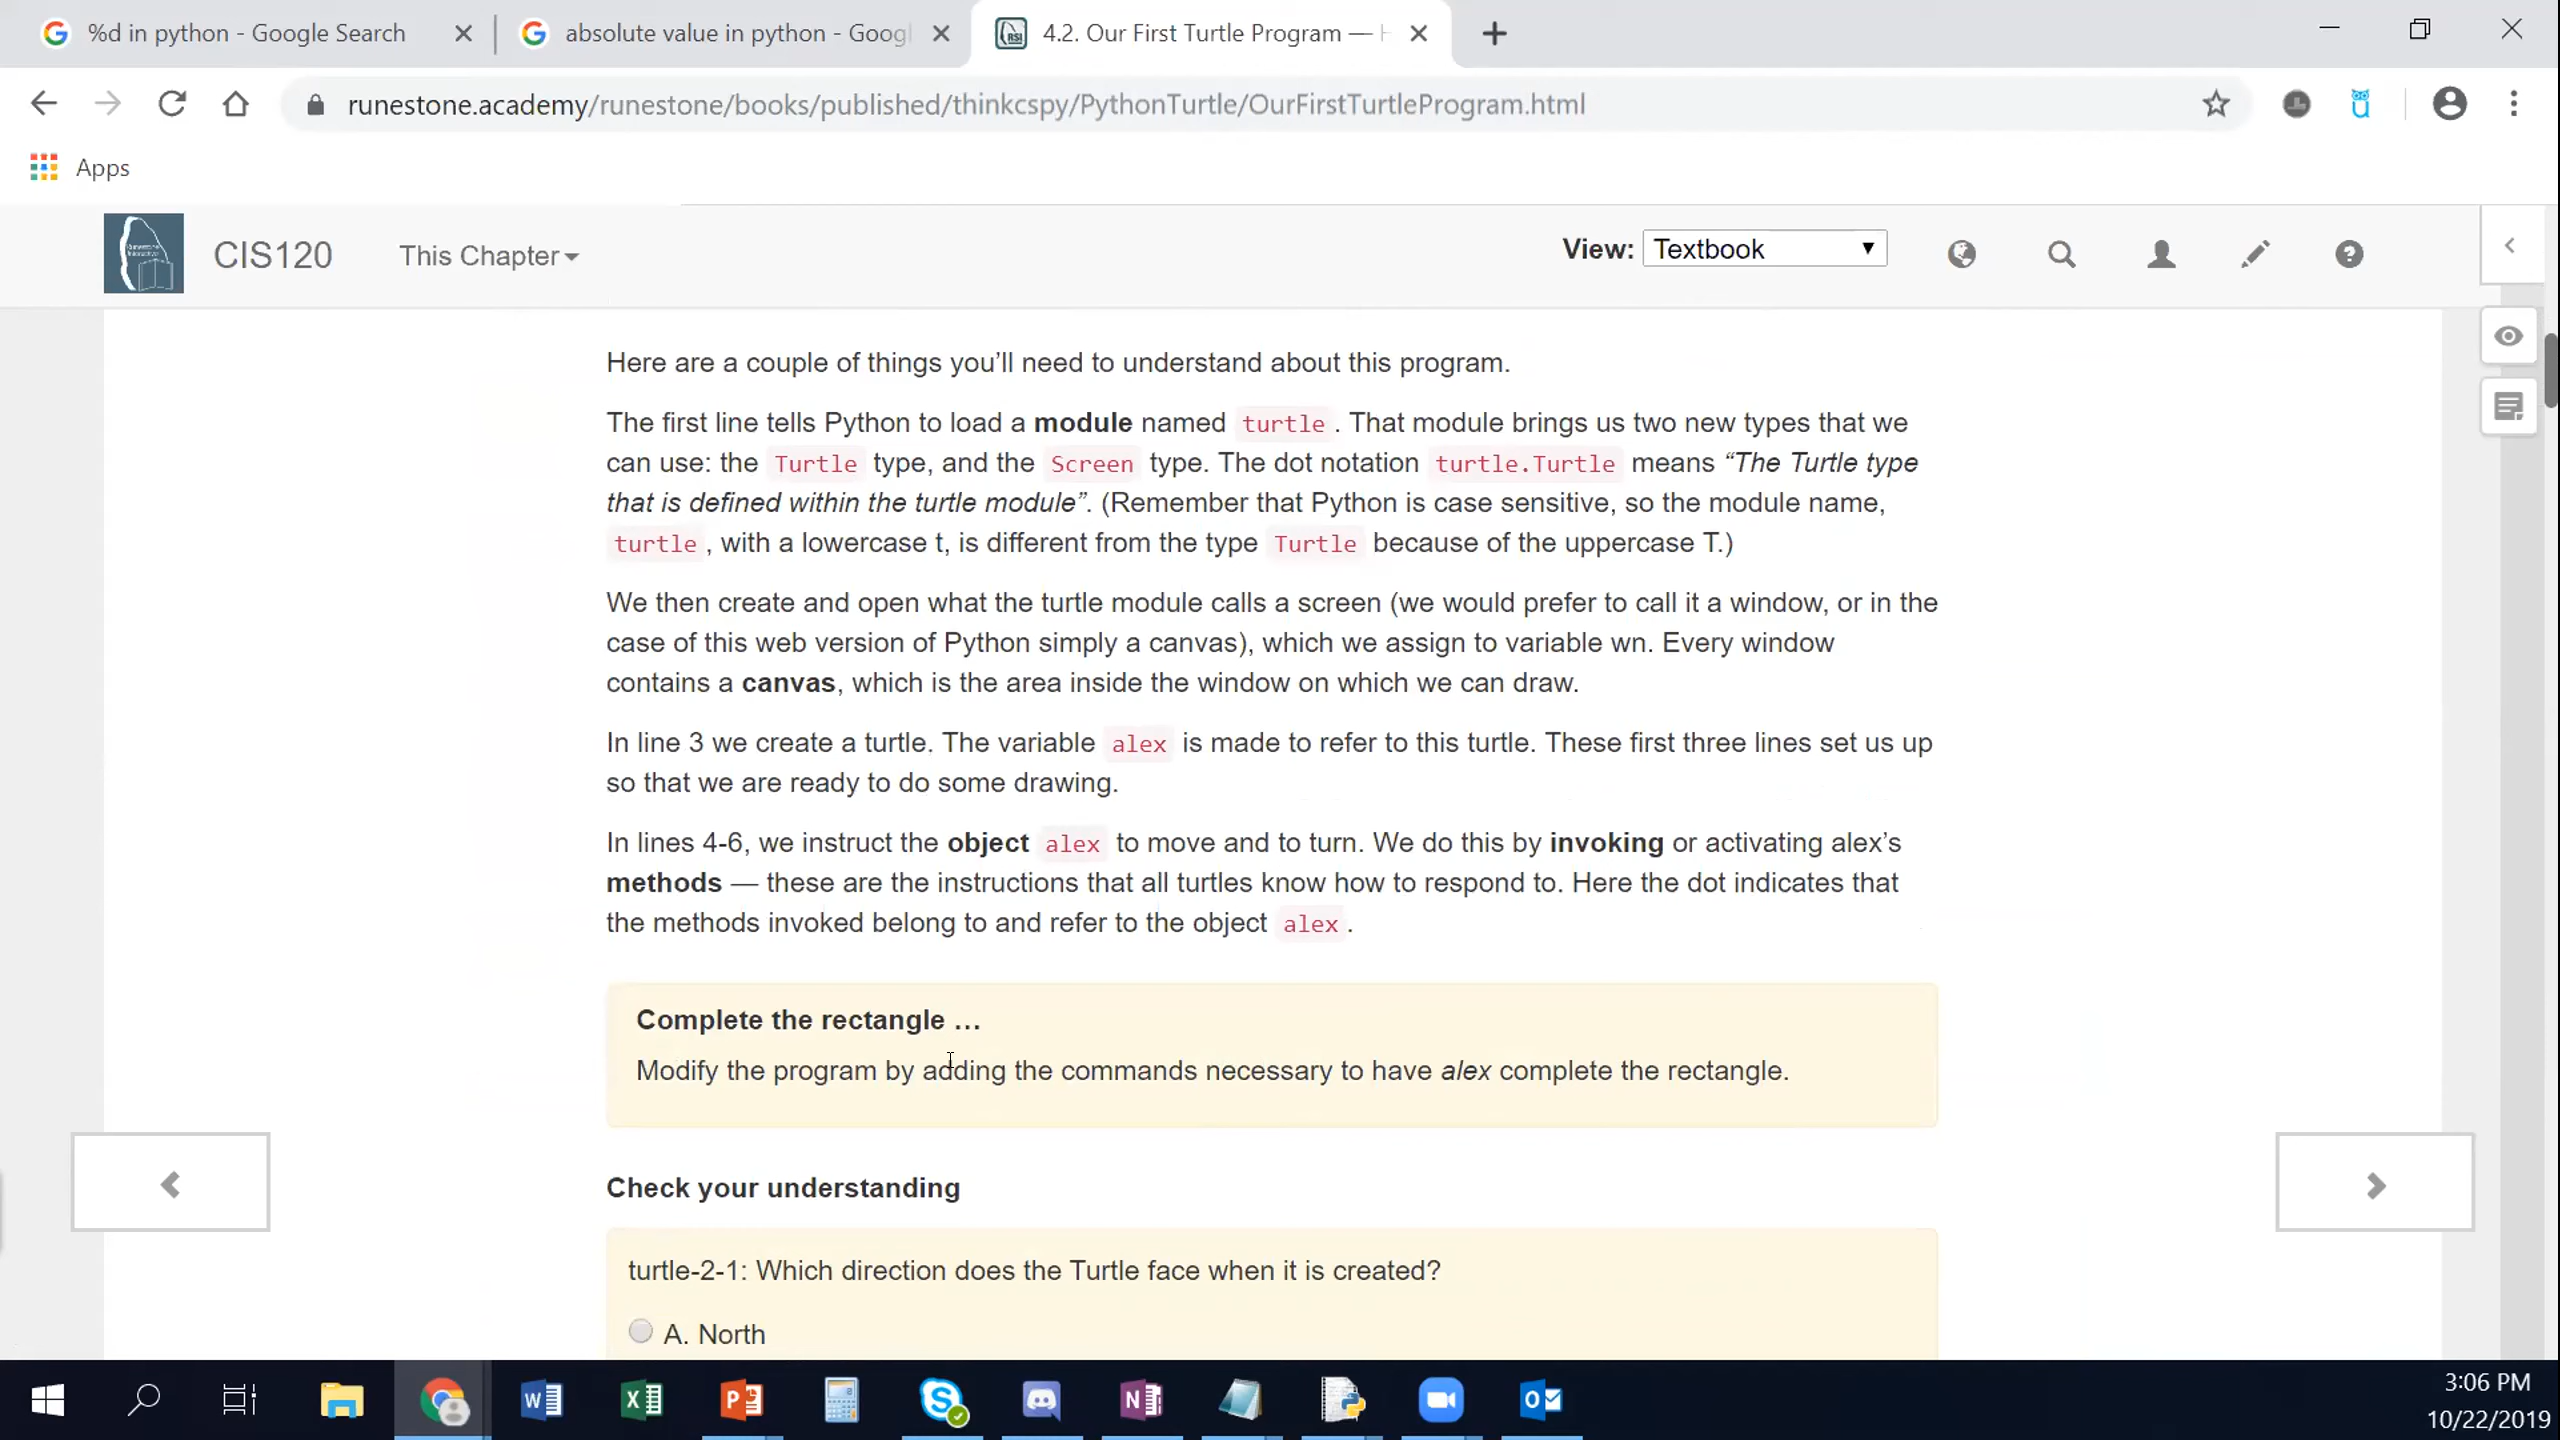 %d in python - Google Search
absolute value in python - Googl
4.2. Our First Turtle Program —
runestone.academy/runestone/books/published/thinkcspy/PythonTurtle/OurFirstTurtleProgram.html
Apps
CIS120
This Chapter
View: Textbook
Here are a couple of things you’ll need to understand about this program.
The first line tells Python to load a module named turtle. That module brings us two new types that we
can use: the Turtle type, and the Screen type. The dot notation turtle.Turtle means “The Turtle type
that is defined within the turtle module”. (Remember that Python is case sensitive, so the module name,
turtle, with a lowercase t, is different from the type Turtle because of the uppercase T.)
We then create and open what the turtle module calls a screen (we would prefer to call it a window, or in the
case of this web version of Python simply a canvas), which we assign to variable wn. Every window
contains a canvas, which is the area inside the window on which we can draw.
In line 3 we create a turtle. The variable alex is made to refer to this turtle. These first three lines set us up
so that we are ready to do some drawing.
In lines 4-6, we instruct the object alex to move and to turn. We do this by invoking or activating alex’s
methods — these are the instructions that all turtles know how to respond to. Here the dot indicates that
the methods invoked belong to and refer to the object alex.
Complete the rectangle …
Modify the program by adding the commands necessary to have alex complete the rectangle.
Check your understanding
turtle-2-1: Which direction does the Turtle face when it is created?
A. North
3:06 PM
10/22/2019